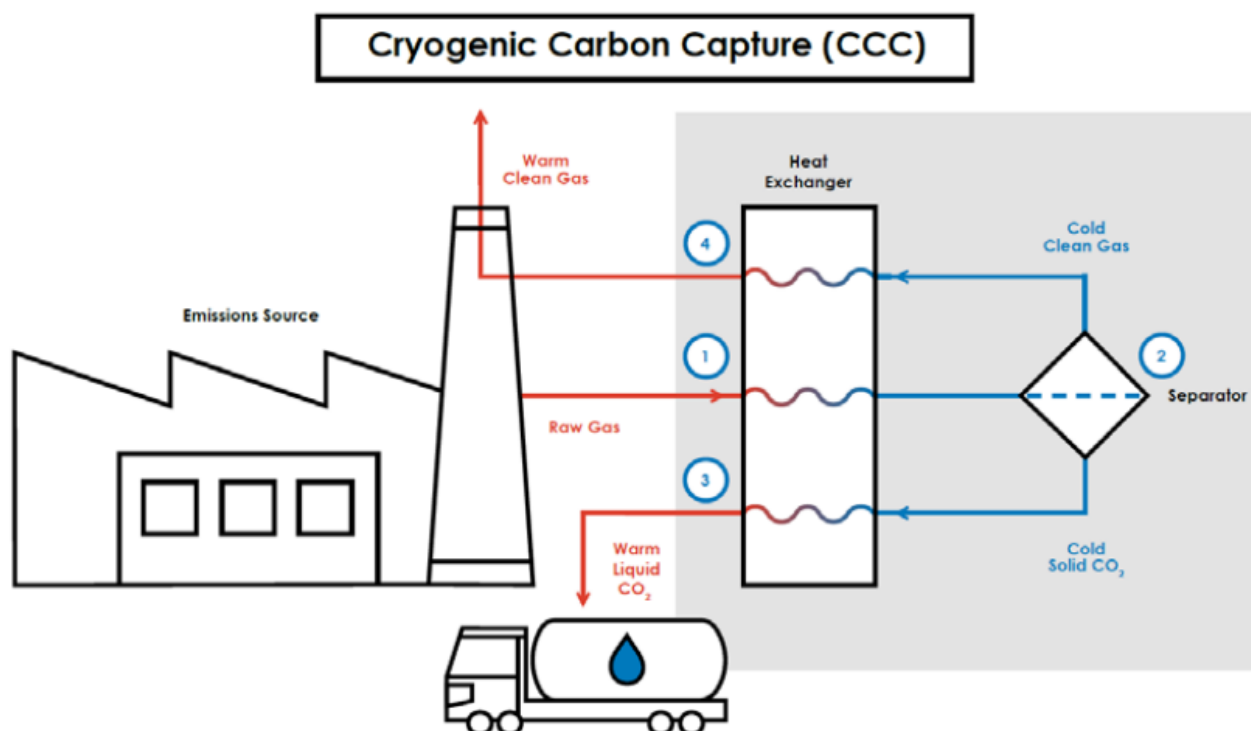 Cryogenic Carbon Capture (CCC)
Warm
Clean Gas
Heat
Exchanger
4
Cold
Clean Gas
Emissions Source
1
2
Separator
Raw Gas
3
Warm
Liquid
CO₂
Cold
Solid CO₂